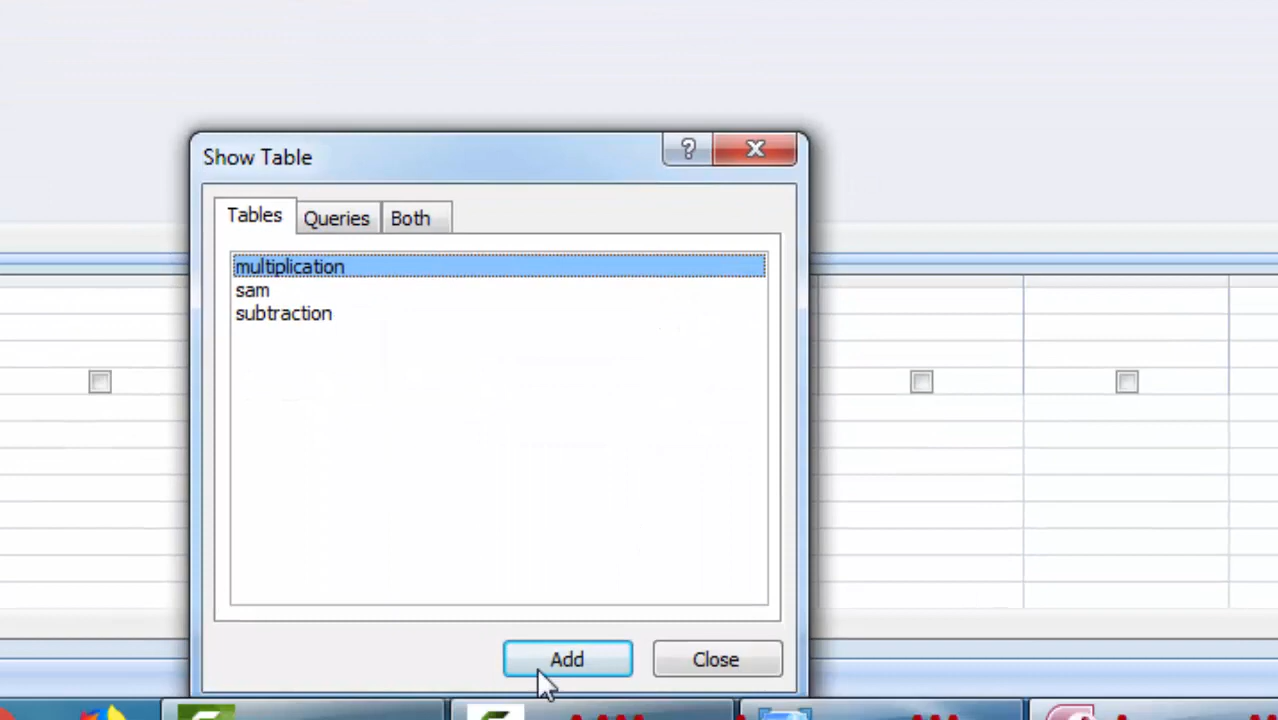 Show Table
?
Tables Queries Both
multiplication
sam
subtraction
Add Close